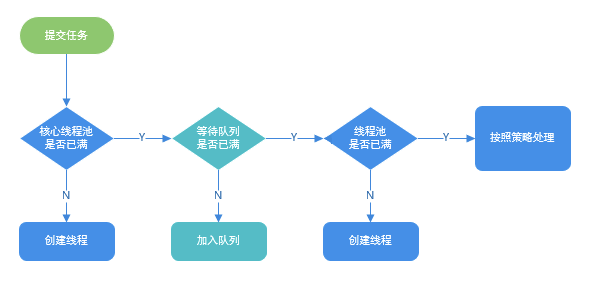 提交任务
核心线程池
是否已满
Y
等待队列
是否已满
Y
线程池
是否已满
Y
按照策略处理
N
N
N
创建线程
加入队列
创建线程